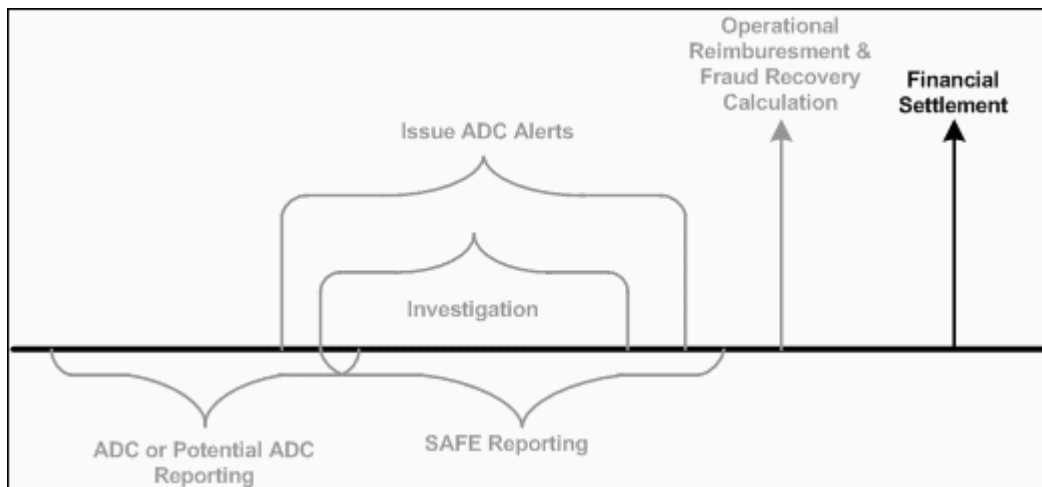 Operational
Reimburesment &
Fraud Recovery
Calculation
Financial
Settlement
Issue ADC Alerts
Investigation
ADC or Potential ADC
Reporting
SAFE Reporting